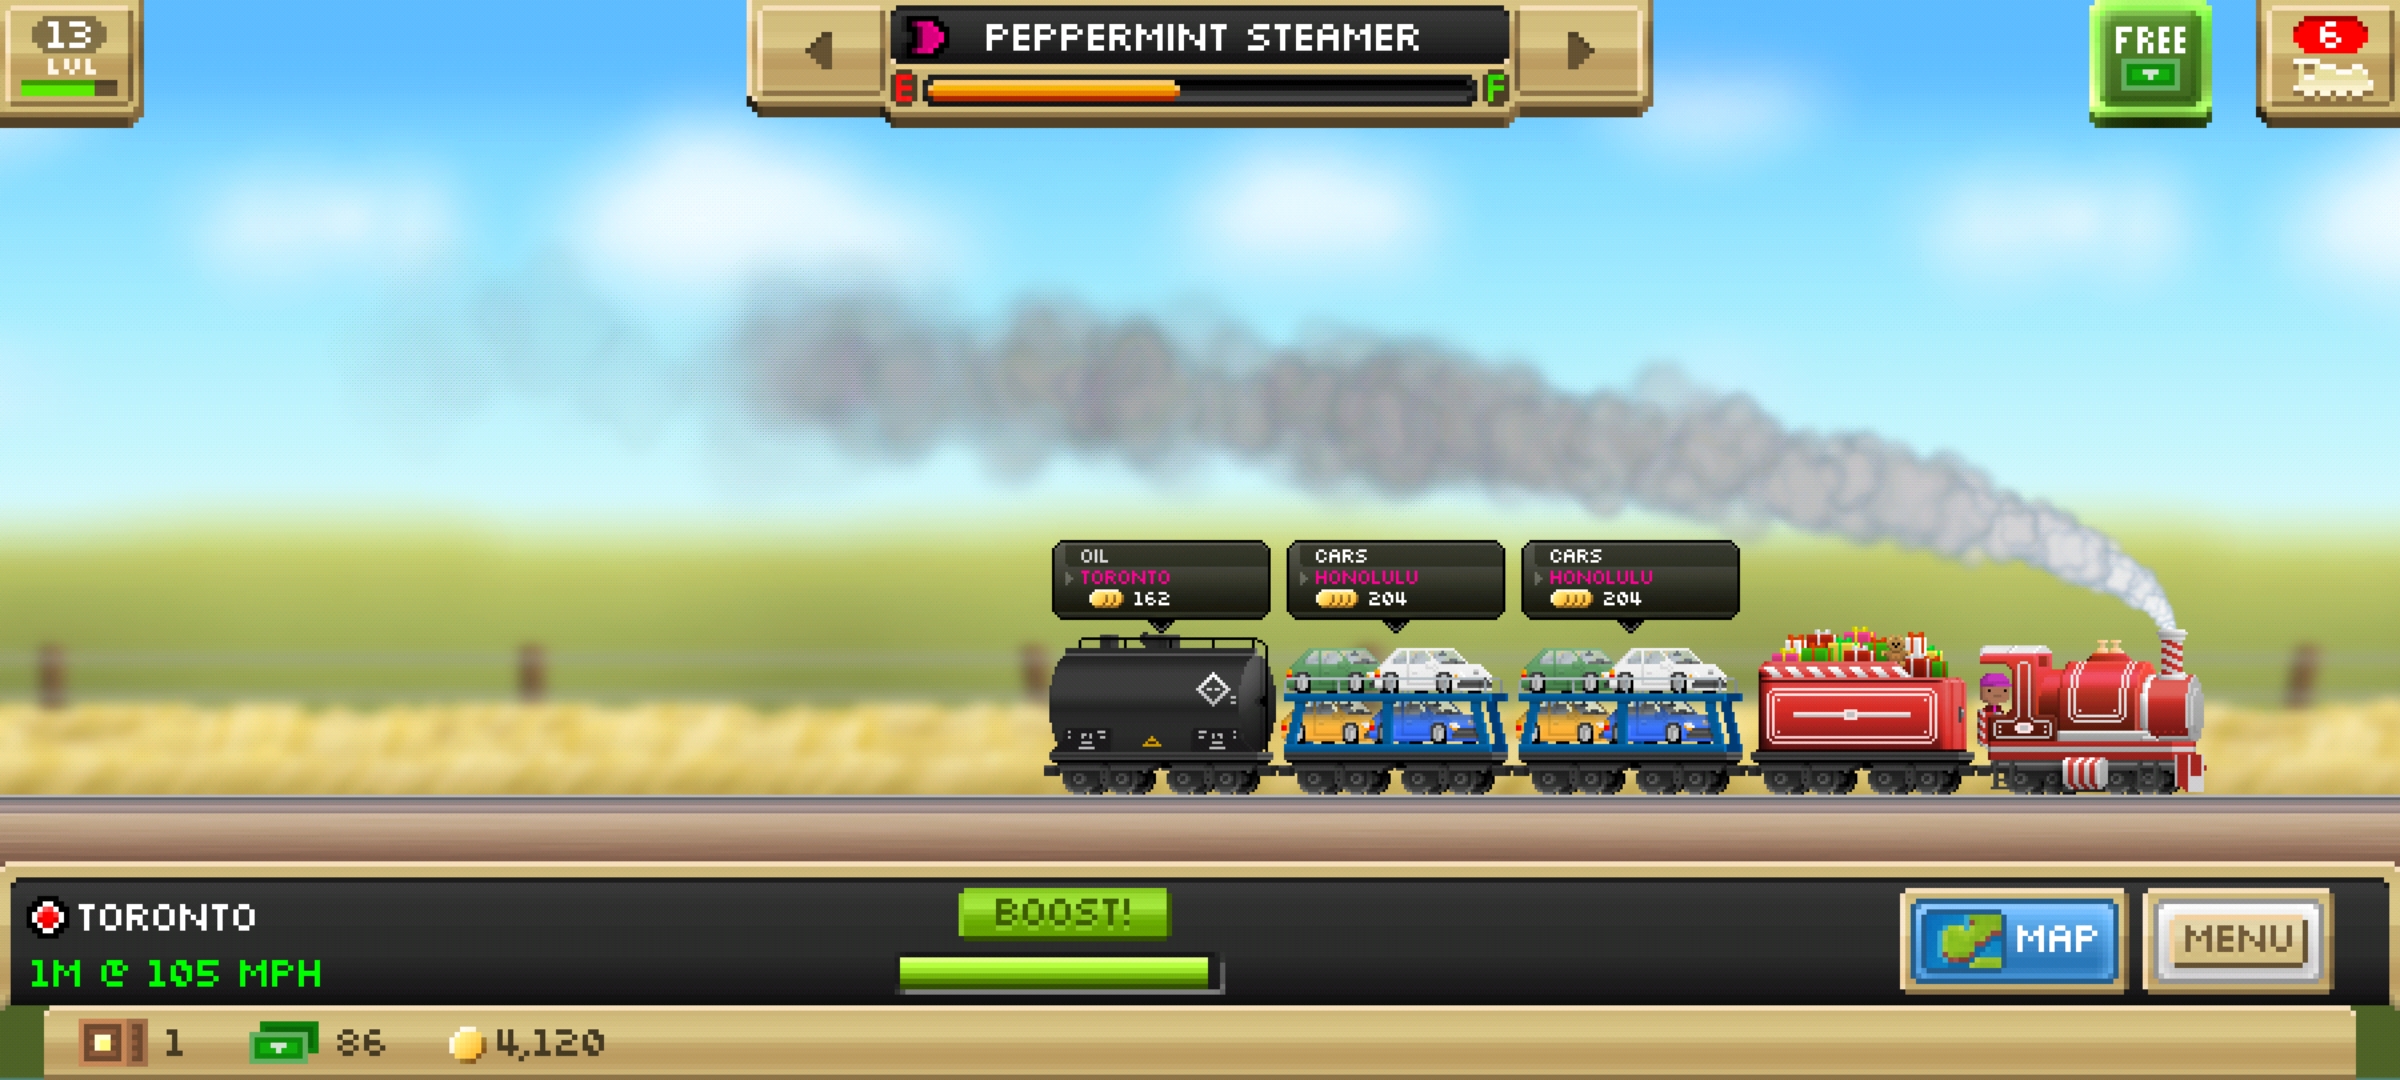 13
LVL
PEPPERMINT STEAMER
E
F
FREE
6
OIL
TORONTO
162
CARS
HONOLULU
204
CARS
HONOLULU
204
TORONTO
1M @ 105 MPH
BOOST!
MAP
MENU
1
86
4,120